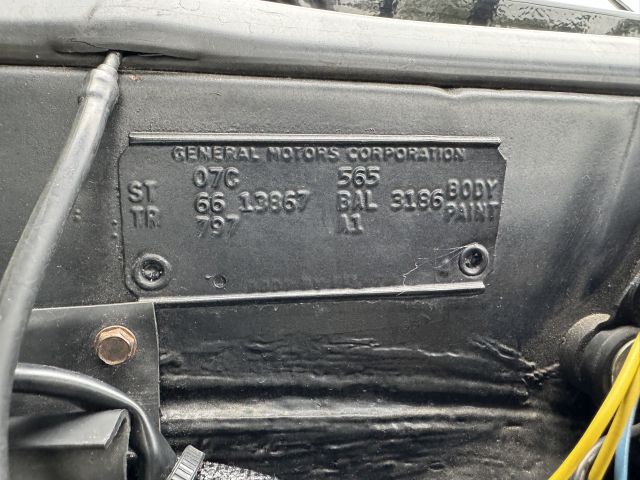 GENERAL MOTORS CORPORATION
07C 565
ST 66 13867 BAL 3186 BODY
TR 797 A1 PAINT